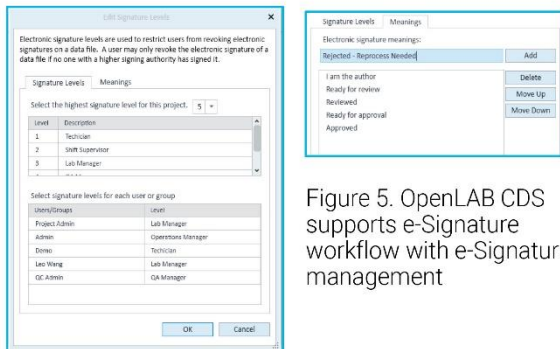 Edit Signature Levels
Electronic signature levels are used to restrict users from revoking electronic
signatures on a data file. A user may only revoke the electronic signature of a
data file if no one with a higher signing authority has signed it.
Signature Levels Meanings
Select the highest signature level for this project. 5
Level Description
1 Techician
2 Shift Supervisor
3 Lab Manager
Select signature levels for each user or group
Users/Groups Level
Project Admin Lab Manager
Admin Operations Manager
Demo Techician
Leo Wang Lab Manager
QC Admin QA Manager
OK Cancel
Signature Levels Meanings
Electronic signature meanings:
Rejected - Reprocess Needed Add
I am the author Delete
Ready for review Move Up
Reviewed Move Down
Ready for approval
Approved
Figure 5. OpenLAB CDS
supports e-Signature
workflow with e-Signatur
management